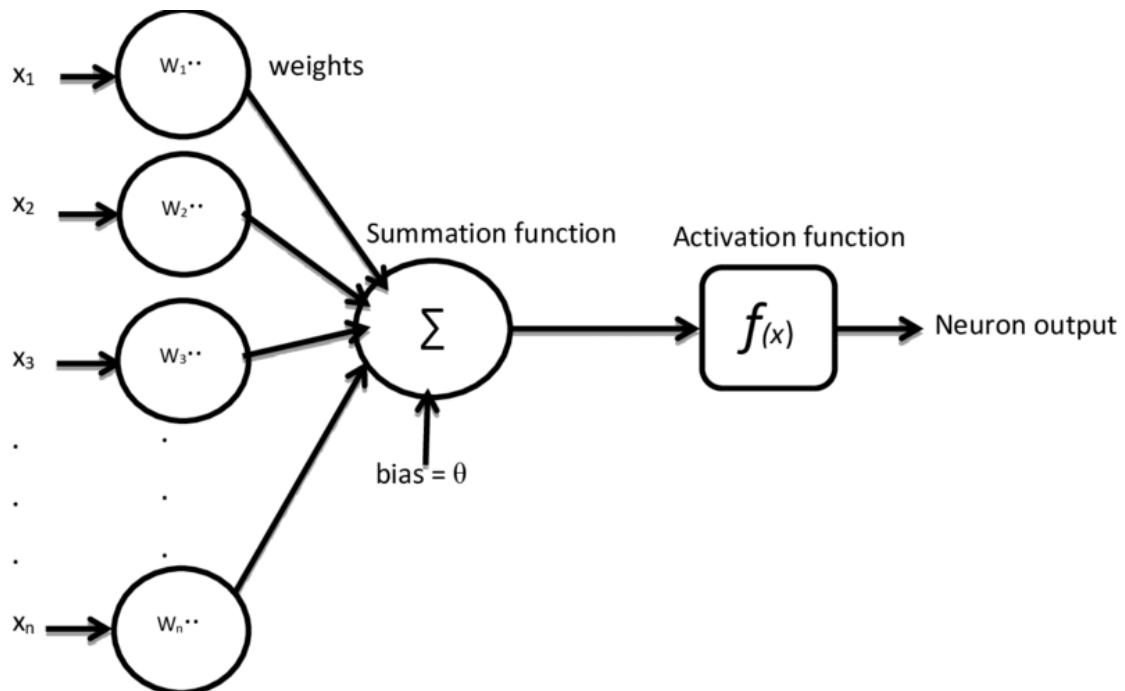 x₁
W₁··
weights
x₂
W₂··
Summation function
Activation function
x₃
W₃··
∑
f(x)
Neuron output
.
.
.
.
bias = θ
.
.
xₙ
Wₙ··